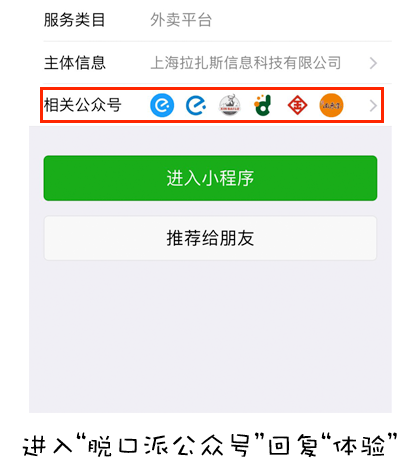 服务类目 外卖平台
主体信息 上海拉扎斯信息科技有限公司
相关公众号
进入小程序
推荐给朋友
进入“脱口派公众号”回复“体验”